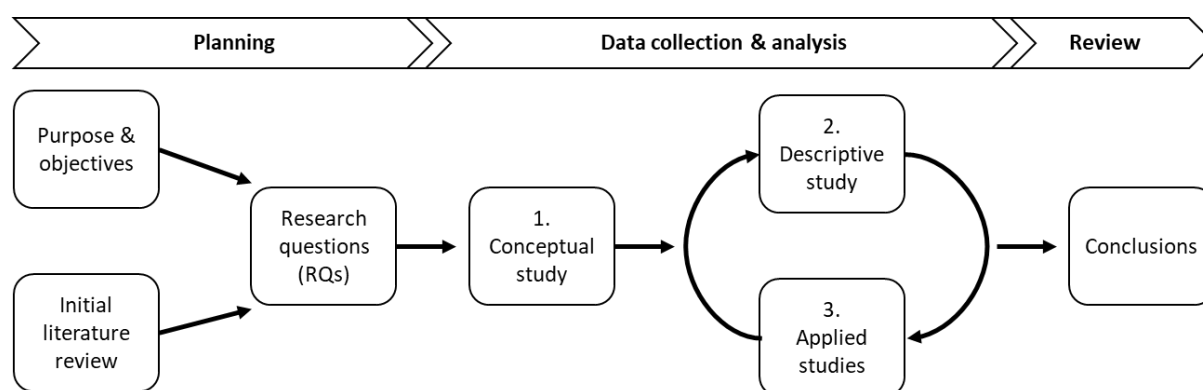 Planning
Data collection & analysis
Review
Purpose &
objectives
Initial
literature
review
Research
questions
(RQs)
1.
Conceptual
study
2.
Descriptive
study
3.
Applied
studies
Conclusions